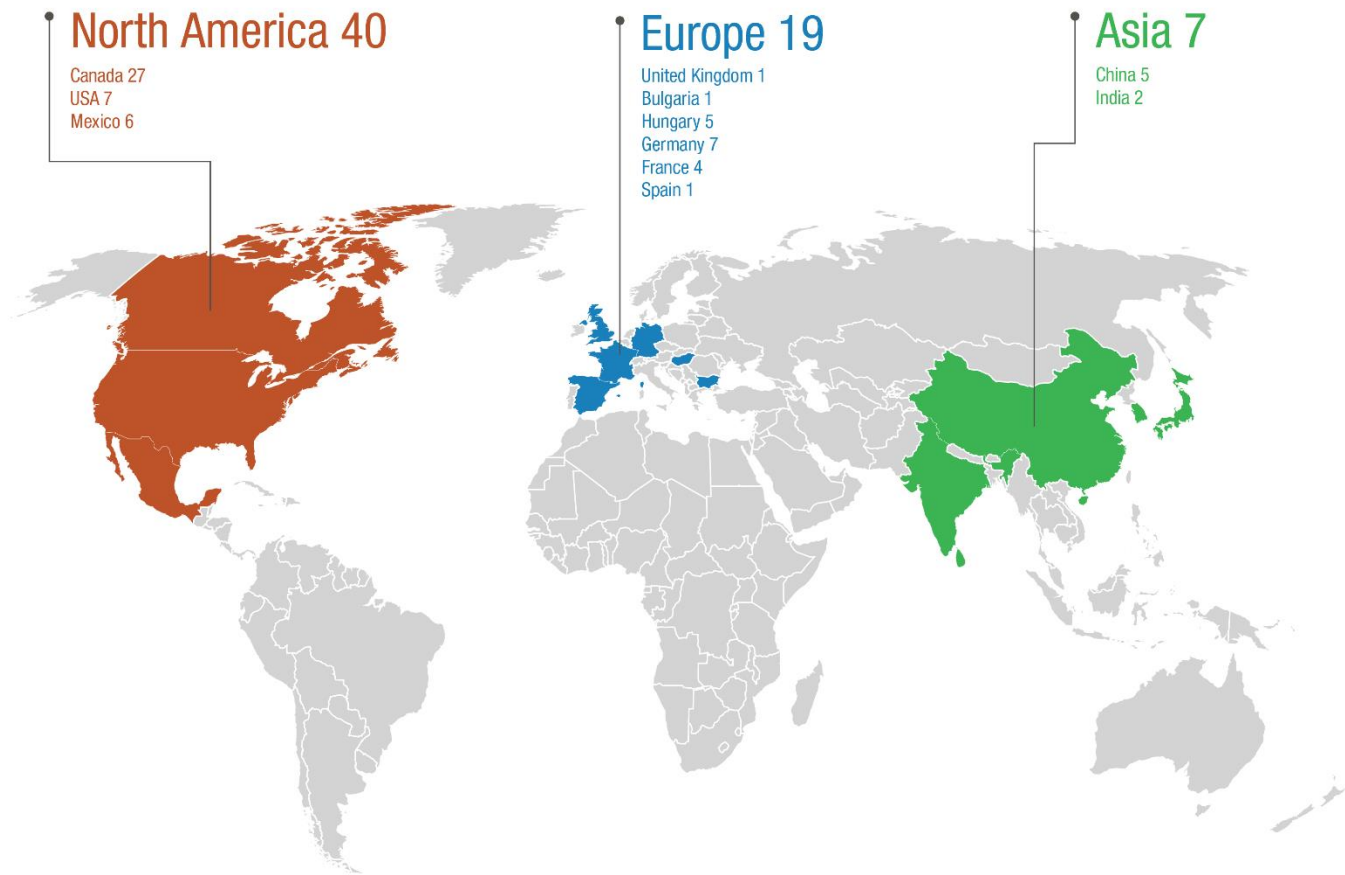 North America 40
Canada 27
USA 7
Mexico 6
Europe 19
United Kingdom 1
Bulgaria 1
Hungary 5
Germany 7
France 4
Spain 1
Asia 7
China 5
India 2